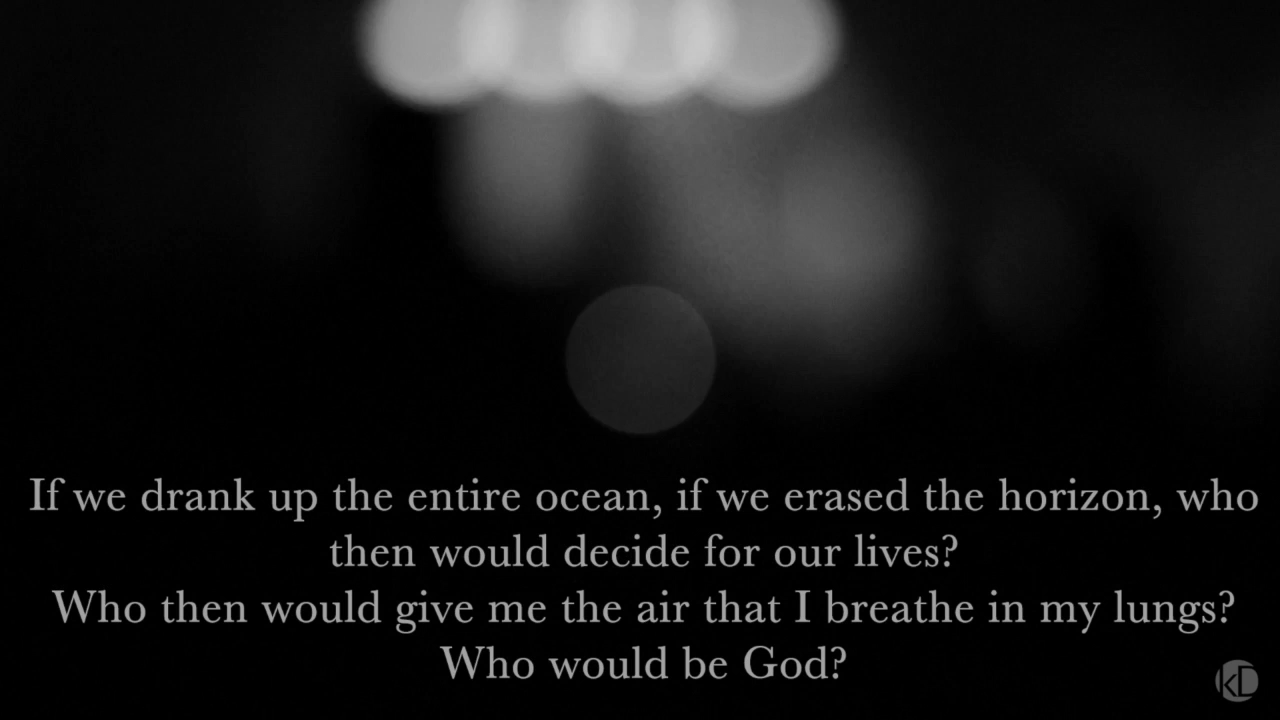 If we drank up the entire ocean, if we erased the horizon, who
then would decide for our lives?
Who then would give me the air that I breathe in my lungs?
Who would be God?
KD